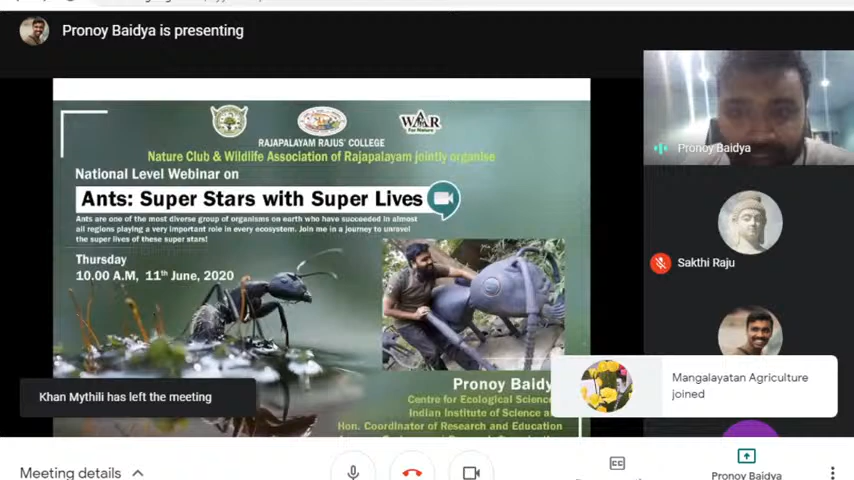 Pronoy Baidya is presenting
WAR
For Nature
RAJAPALAYAM RAJUS' COLLEGE
Nature Club & Wildlife Association of Rajapalayam jointly organise
National Level Webinar on
Ants: Super Stars with Super Lives
Ants are one of the most diverse group of organisms on earth who have succeeded in almost
all regions playing a very important role in every ecosystem. Join me in a journey to unravel
the super lives of these super stars!
Thursday
10.00 A.M, 11th June, 2020
Pronoy Baidy
Centre for Ecological Science
Indian Institute of Science a
Hon. Coordinator of Research and Education
Pronoy Baidya
Sakthi Raju
Mangalayatan Agriculture
joined
Khan Mythili has left the meeting
Meeting details
Pronoy Baidya